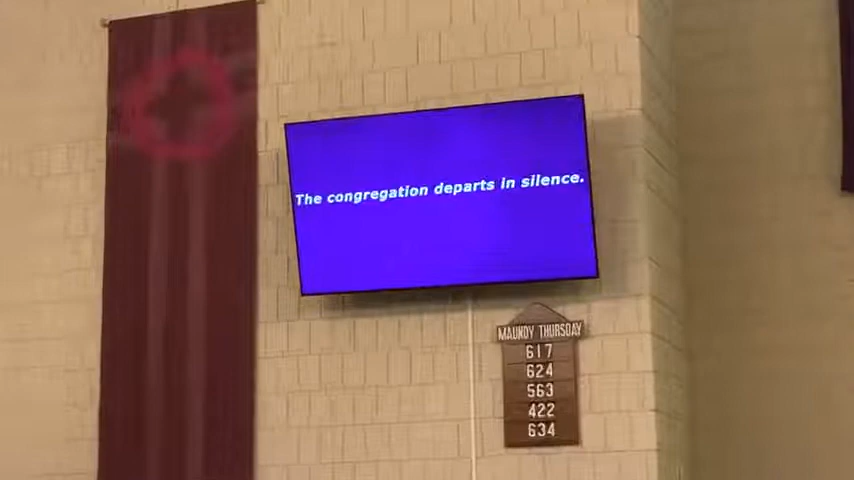 The congregation departs in silence.
MAUNDY THURSDAY
617
624
563
422
634